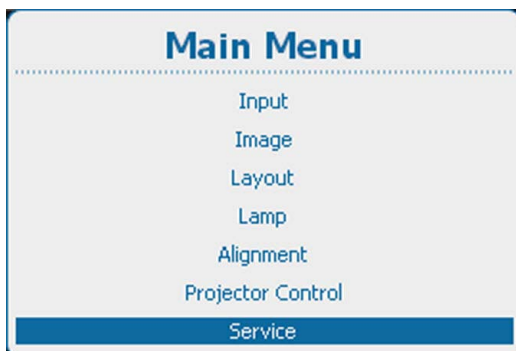 Main Menu
Input
Image
Layout
Lamp
Alignment
Projector Control
Service